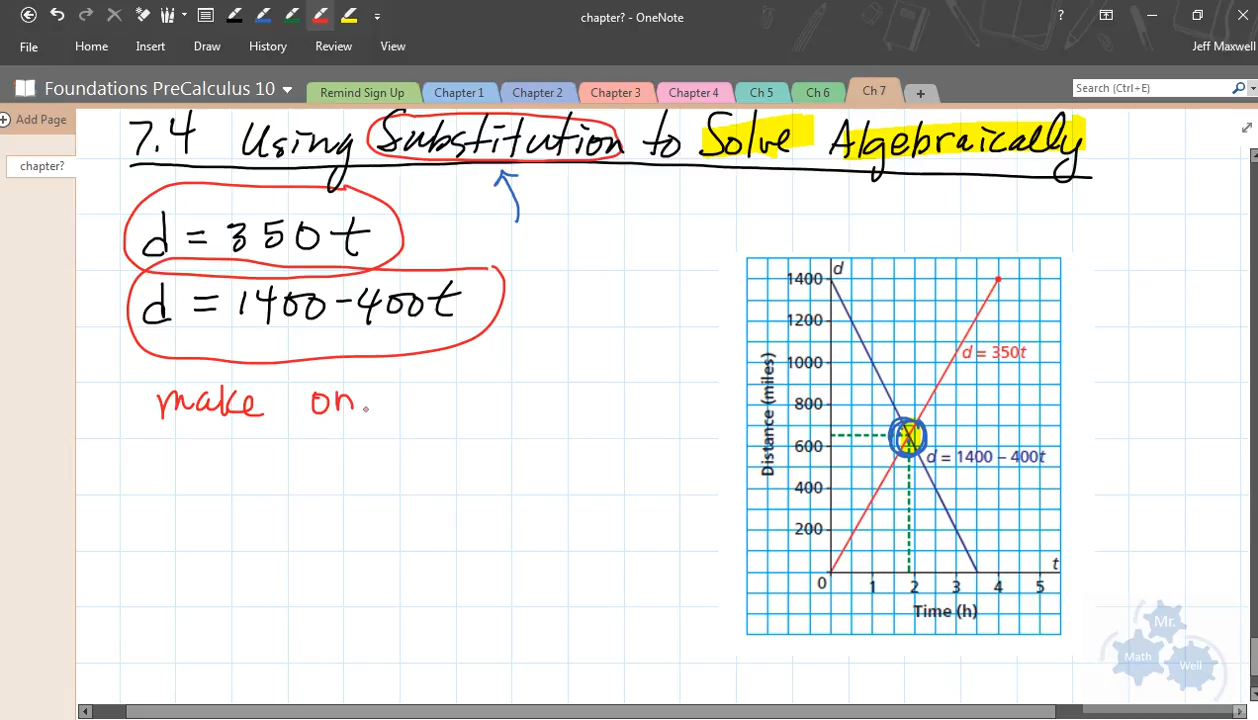 chapter? - OneNote
?
File
Home
Insert
Draw
History
Review
View
Jeff Maxwell
Foundations PreCalculus 10
Remind Sign Up
Chapter 1
Chapter 2
Chapter 3
Chapter 4
Ch 5
Ch 6
Ch 7
+
Search (Ctrl+E)
Add Page
chapter?
7.4 Using Substitution to Solve Algebraically
d = 350t
d = 1400-400t
make on
d
1400
1200
1000
800
600
400
200
0
1 2 3 4 5
t
Distance (miles)
Time (h)
d = 350t
d = 1400 – 400t
Mr.
Math
Well